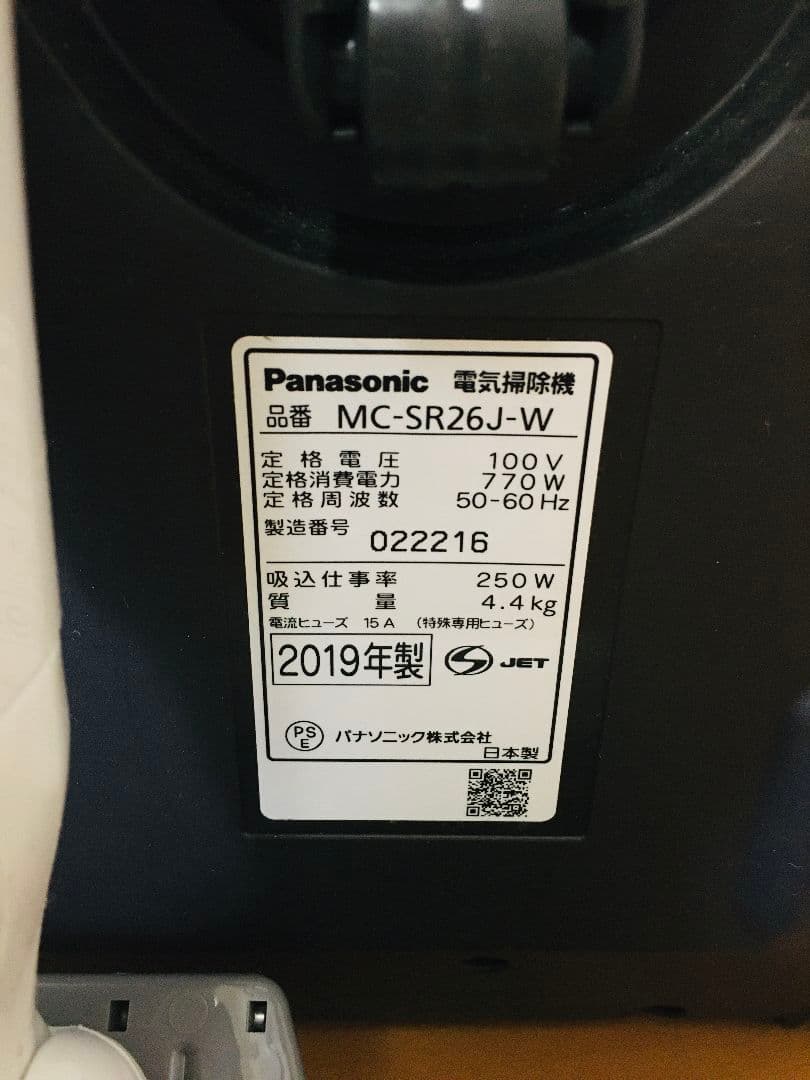 Panasonic 電気掃除機
品番 MC-SR26J-W
定格電圧 100V
定格消費電力 770W
定格周波数 50-60Hz
製造番号 022216
吸込仕事率 250W
質量 4.4kg
電流ヒューズ 15A (特殊専用ヒューズ)
2019年製 S JET
PSE パナソニック株式会社
日本製